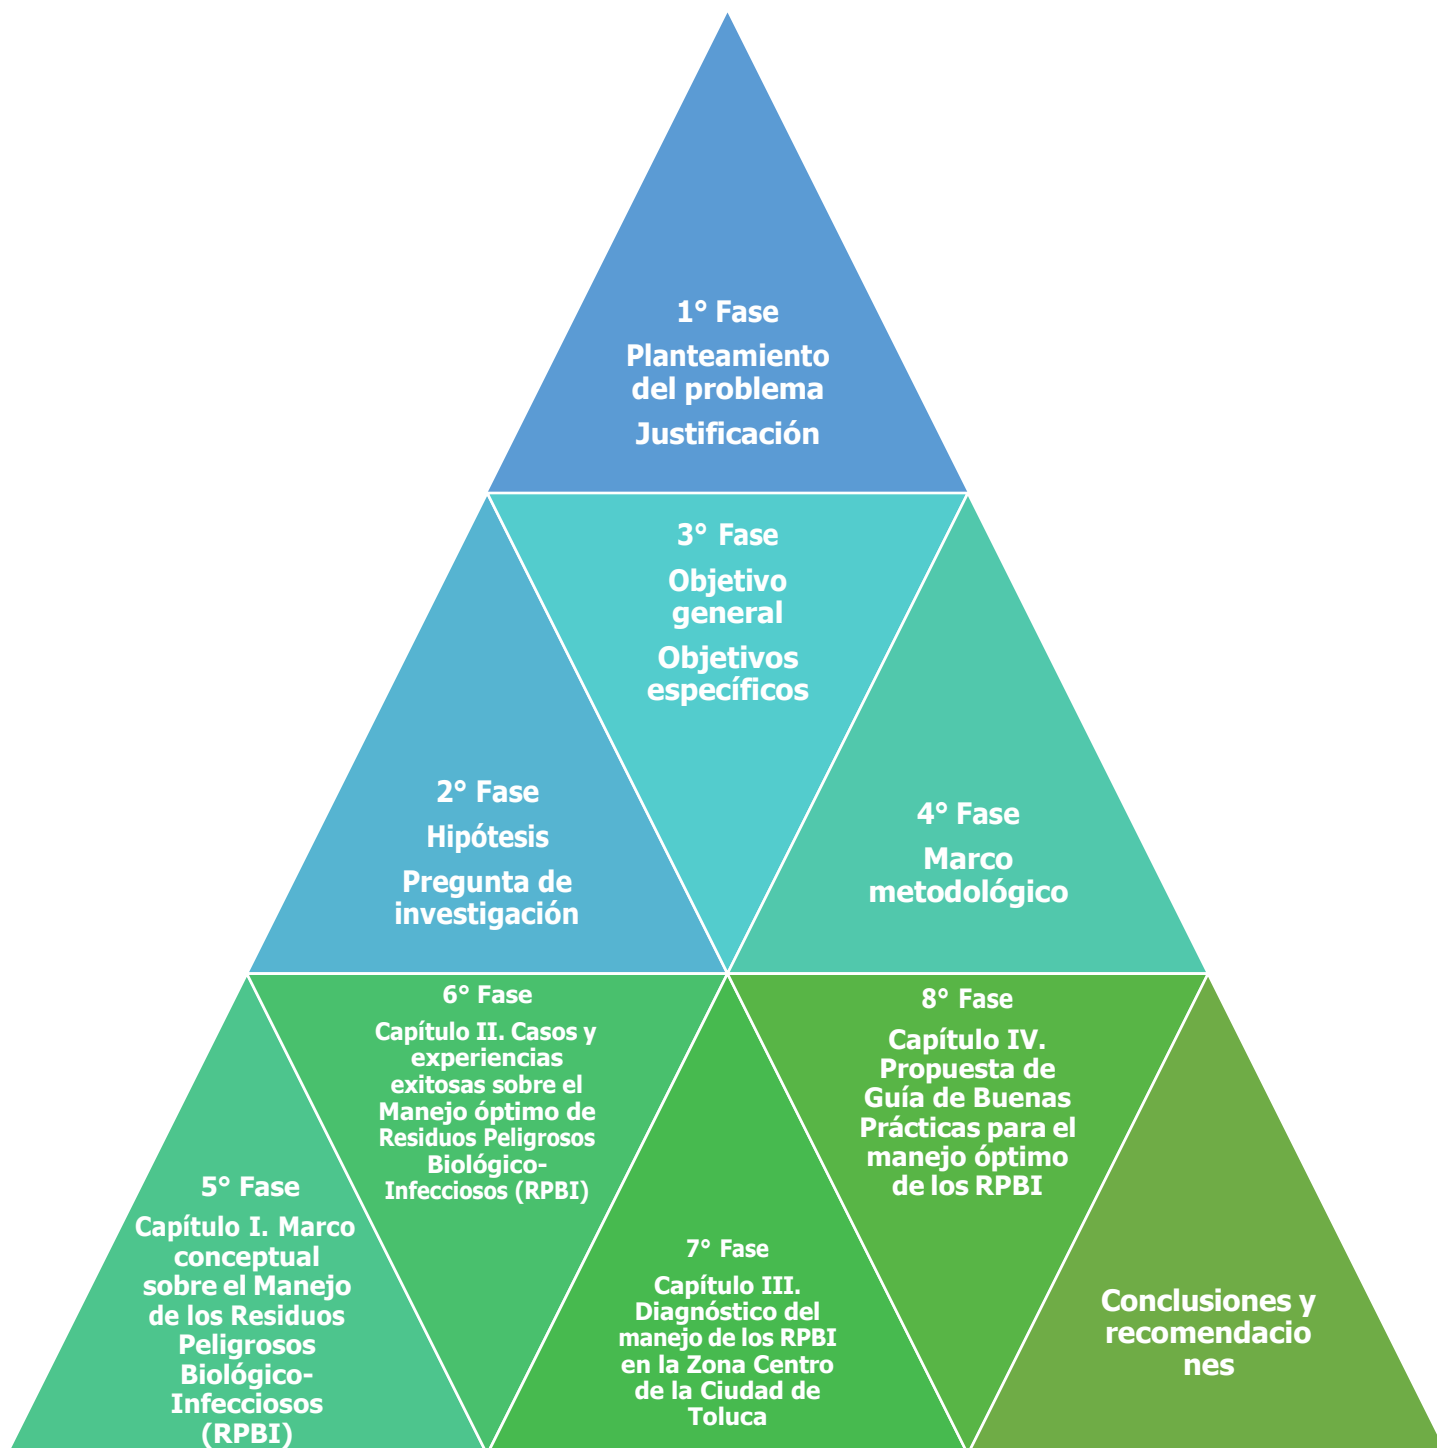 1° Fase
Planteamiento
del problema
Justificación
2° Fase
Hipótesis
Pregunta de
investigación
3° Fase
Objetivo
general
Objetivos
específicos
4° Fase
Marco
metodológico
5° Fase
Capítulo I. Marco
conceptual
sobre el Manejo
de los Residuos
Peligrosos
Biológico-
Infecciosos
(RPBI)
6° Fase
Capítulo II. Casos y
experiencias
exitosas sobre el
Manejo óptimo de
Residuos Peligrosos
Biológico-
Infecciosos (RPBI)
7° Fase
Capítulo III.
Diagnóstico del
manejo de los RPBI
en la Zona Centro
de la Ciudad de
Toluca
8° Fase
Capítulo IV.
Propuesta de
Guía de Buenas
Prácticas para el
manejo óptimo
de los RPBI
Conclusiones y
recomendacio
nes